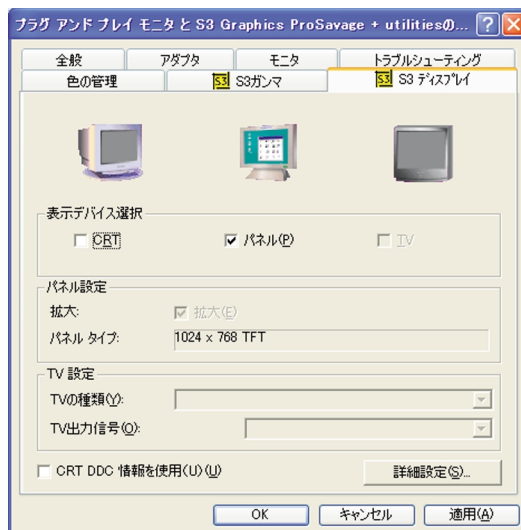 プラグ アンド プレイ モニタ と S3 Graphics ProSavage + utilitiesの...
全般 アダプタ モニタ トラブルシューティング
色の管理 S3 S3ガンマ S3 S3 ディスプレイ
表示デバイス選択
CRT パネル(P) TV
パネル設定
拡大: 拡大(E)
パネル タイプ: 1024 x 768 TFT
TV 設定
TVの種類(Y):
TV出力信号(O):
CRT DDC 情報を使用(U)(U) 詳細設定(S)...
OK キャンセル 適用(A)